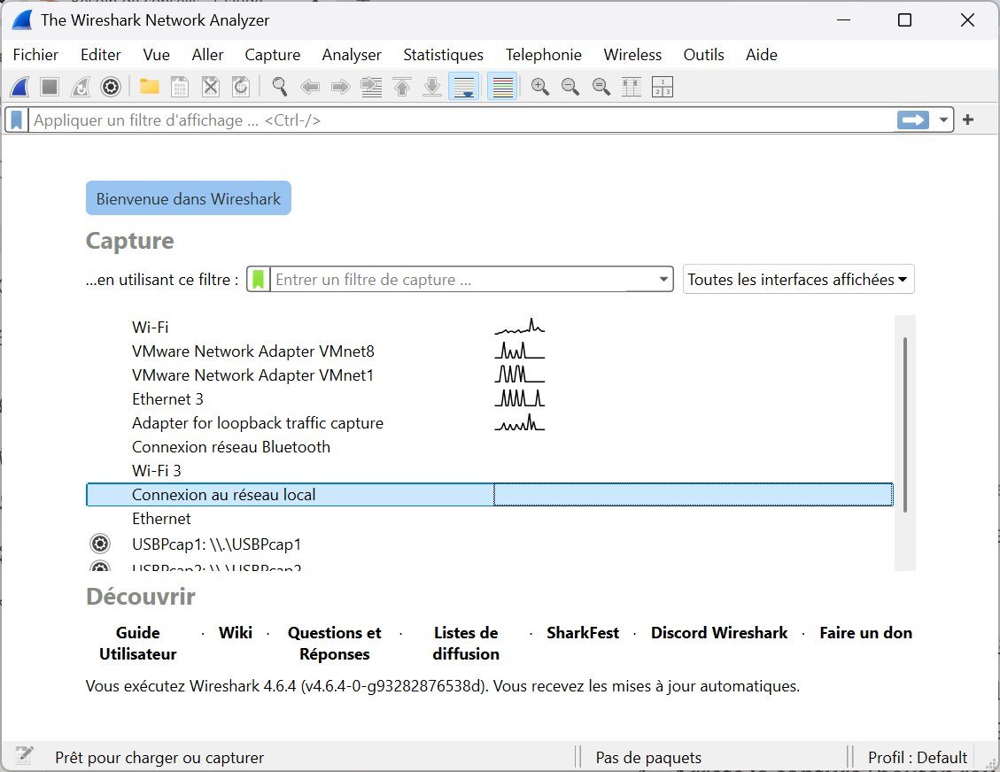 The Wireshark Network Analyzer
Fichier Editer Vue Aller Capture Analyser Statistiques Telephonie Wireless Outils Aide
Appliquer un filtre d'affichage ... <Ctrl-/>
Bienvenue dans Wireshark
Capture
...en utilisant ce filtre : Entrer un filtre de capture ... Toutes les interfaces affichées
Wi-Fi
VMware Network Adapter VMnet8
VMware Network Adapter VMnet1
Ethernet 3
Adapter for loopback traffic capture
Connexion réseau Bluetooth
Wi-Fi 3
Connexion au réseau local
Ethernet
USBPcap1: \\.\USBPcap1
USBPcap2: \\.\USBPcap2
Découvrir
Guide Utilisateur · Wiki · Questions et Réponses · Listes de diffusion · SharkFest · Discord Wireshark · Faire un don
Vous exécutez Wireshark 4.6.4 (v4.6.4-0-g93282876538d). Vous recevez les mises à jour automatiques.
Prêt pour charger ou capturer Pas de paquets Profil : Default